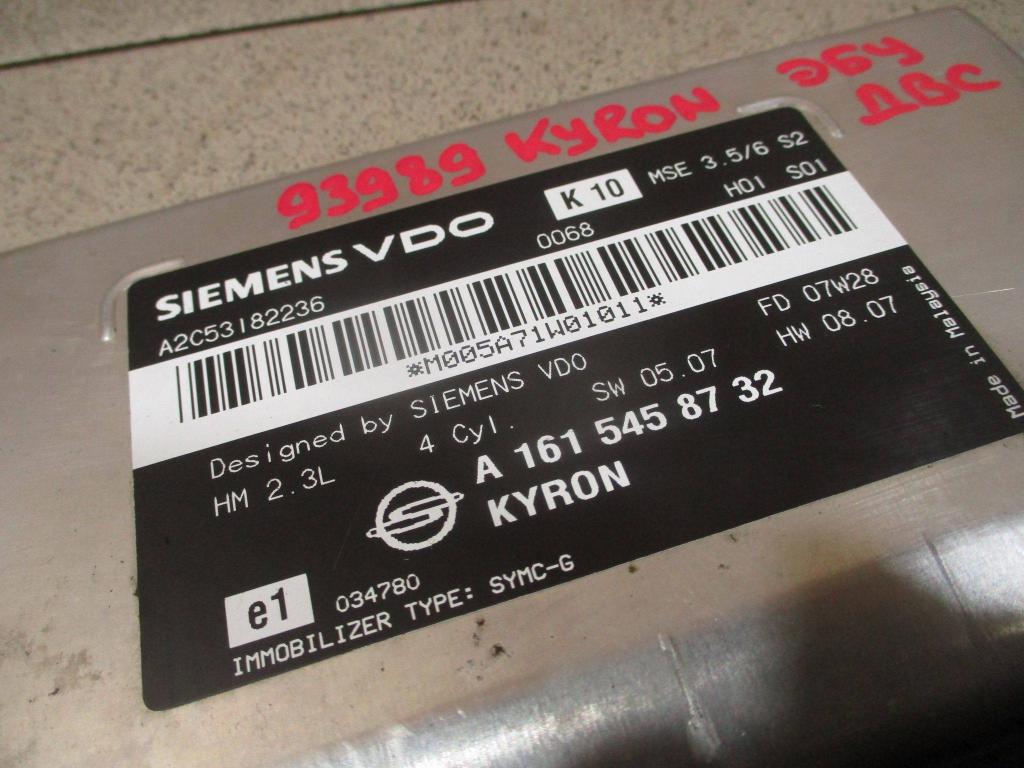 93989 KYRON ЭБУ
ДВС
SIEMENS VDO K 10 MSE 3.5/6 S2
A2C53182236 0068 H01 S01
*M005A71W01011*
Designed by SIEMENS VDO FD 07W28
HM 2.3L 4 Cyl. SW 05.07 HW 08.07
A 161 545 87 32
KYRON
e1 034780
IMMOBILIZER TYPE: SYMC-G
Made in Malaysia